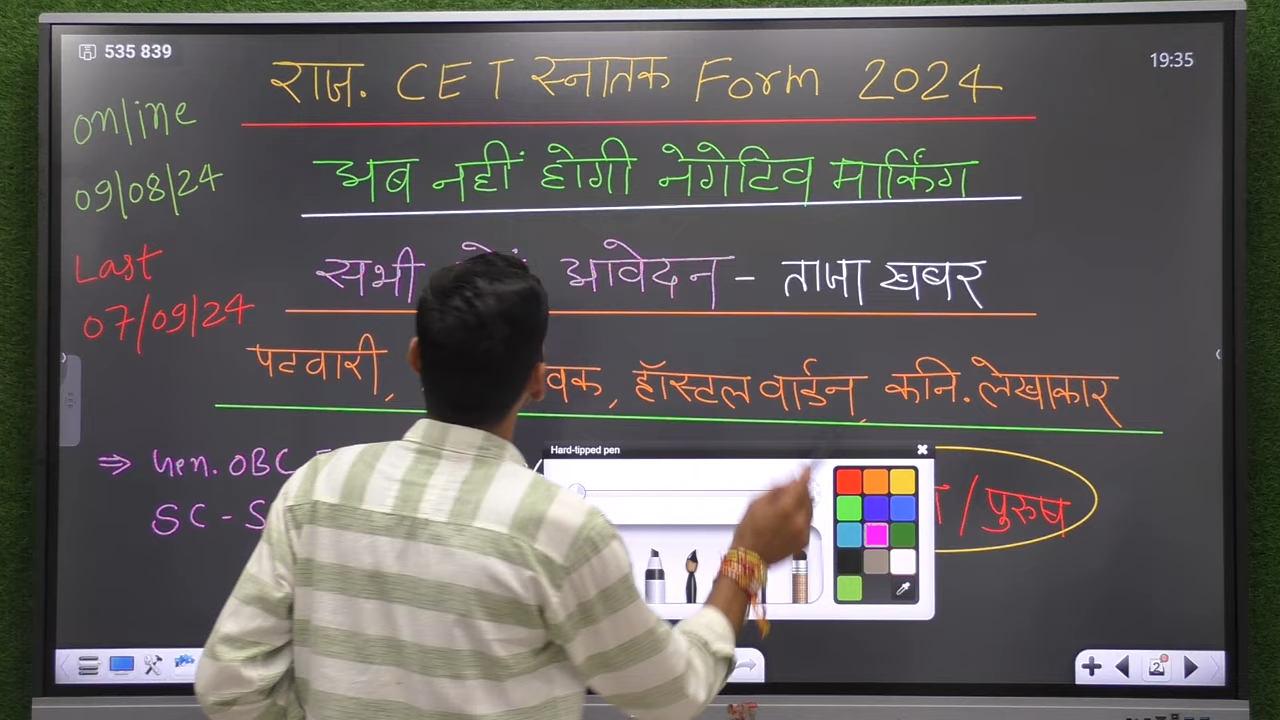 535 839
19:35
राज. CET स्नातक Form 2024
online
09/08/24
अब नहीं होगी नेगेटिव मार्किंग
Last
07/09/24
सभी आवेदन - ताजा खबर
पटवारी, हॉस्टल वार्डन, कनि. लेखाकार
⇒ Gen. OBC
SC - S
/ पुरुष
Hard-tipped pen
2